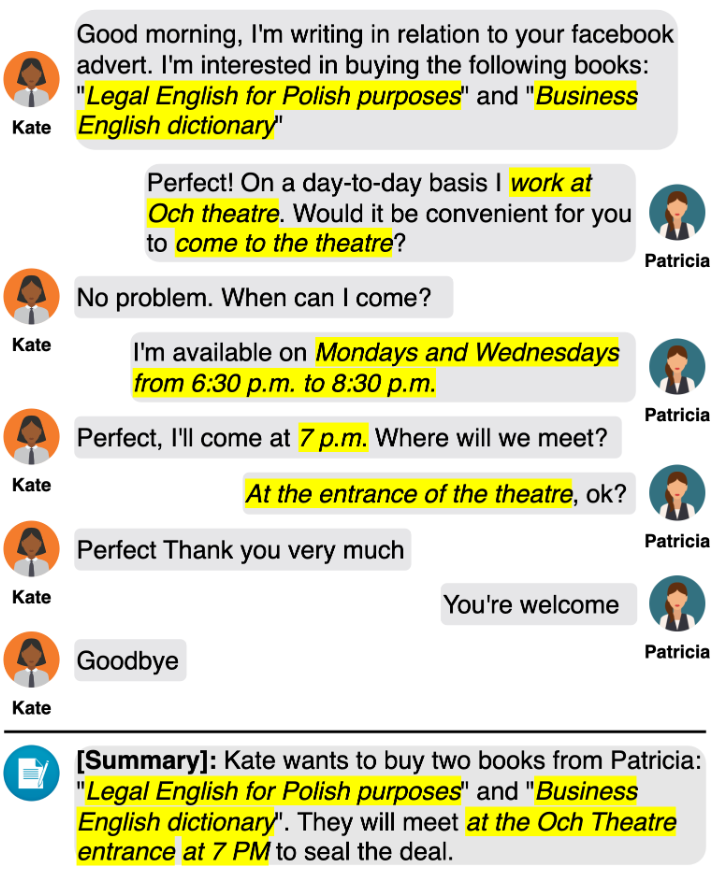 Good morning, I'm writing in relation to your facebook
advert. I'm interested in buying the following books:
"Legal English for Polish purposes" and "Business
English dictionary"
Kate
Perfect! On a day-to-day basis I work at
Och theatre. Would it be convenient for you
to come to the theatre?
Patricia
No problem. When can I come?
Kate
I'm available on Mondays and Wednesdays
from 6:30 p.m. to 8:30 p.m.
Patricia
Perfect, I'll come at 7 p.m. Where will we meet?
Kate
At the entrance of the theatre, ok?
Patricia
Perfect Thank you very much
Kate
You're welcome
Patricia
Goodbye
Kate
[Summary]: Kate wants to buy two books from Patricia:
"Legal English for Polish purposes" and "Business
English dictionary". They will meet at the Och Theatre
entrance at 7 PM to seal the deal.